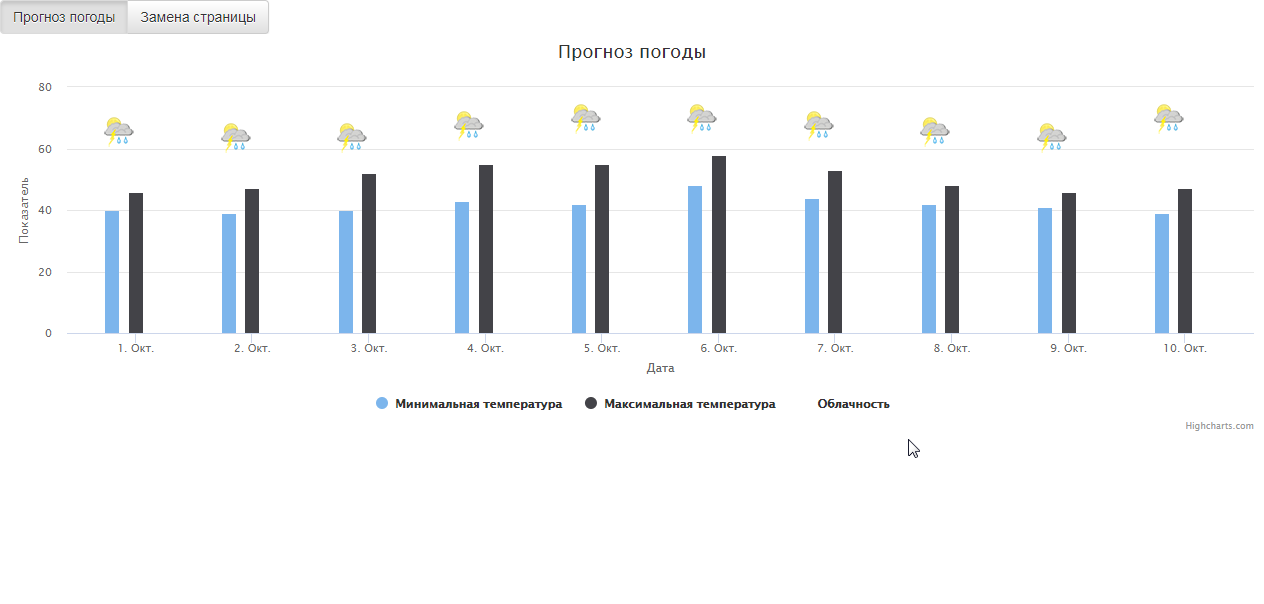 Прогноз погоды Замена страницы
Прогноз погоды
80
60
40
20
0
Показатель
1. Окт. 2. Окт. 3. Окт. 4. Окт. 5. Окт. 6. Окт. 7. Окт. 8. Окт. 9. Окт. 10. Окт.
Дата
Минимальная температура Максимальная температура Облачность
Highcharts.com